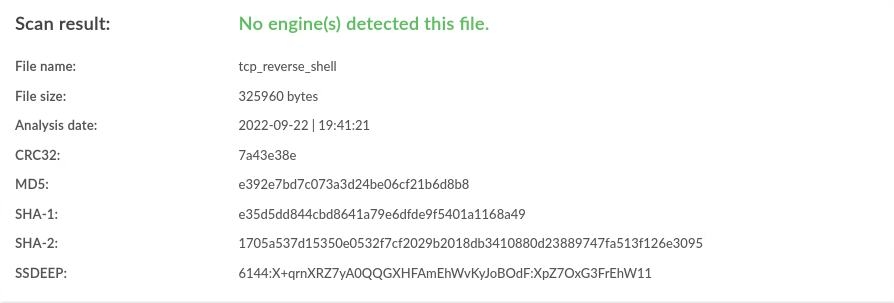 Scan result: No engine(s) detected this file.
File name: tcp_reverse_shell
File size: 325960 bytes
Analysis date: 2022-09-22 | 19:41:21
CRC32: 7a43e38e
MD5: e392e7bd7c073a3d24be06cf21b6d8b8
SHA-1: e35d5dd844cbd8641a79e6dfde9f5401a1168a49
SHA-2: 1705a537d15350e0532f7cf2029b2018db3410880d23889747fa513f126e3095
SSDEEP: 6144:X+qrnXRZ7yA0QQGXHFAmEhWvKyJoBOdF:XpZ7OxG3FrEhW11